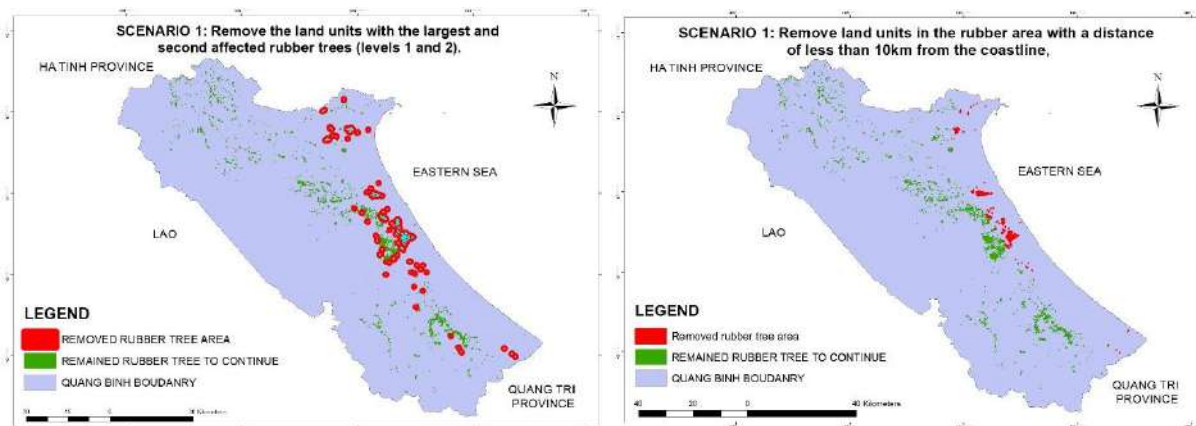 SCENARIO 1: Remove the land units with the largest and
second affected rubber trees (levels 1 and 2).
HA TINH PROVINCE
N
EASTERN SEA
LAO
LEGEND
REMOVED RUBBER TREE AREA
REMAINED RUBBER TREE TO CONTINUE
QUANG BINH BOUDANRY
QUANG TRI
PROVINCE
SCENARIO 1: Remove land units in the rubber area with a distance
of less than 10km from the coastline,
HA TINH PROVINCE
N
EASTERN SEA
LAO
LEGEND
Removed rubber tree area
REMAINED RUBBER TREE TO CONTINUE
QUANG BINH BOUDANRY
QUANG TRI
PROVINCE
40 20 0 40 Kilometers